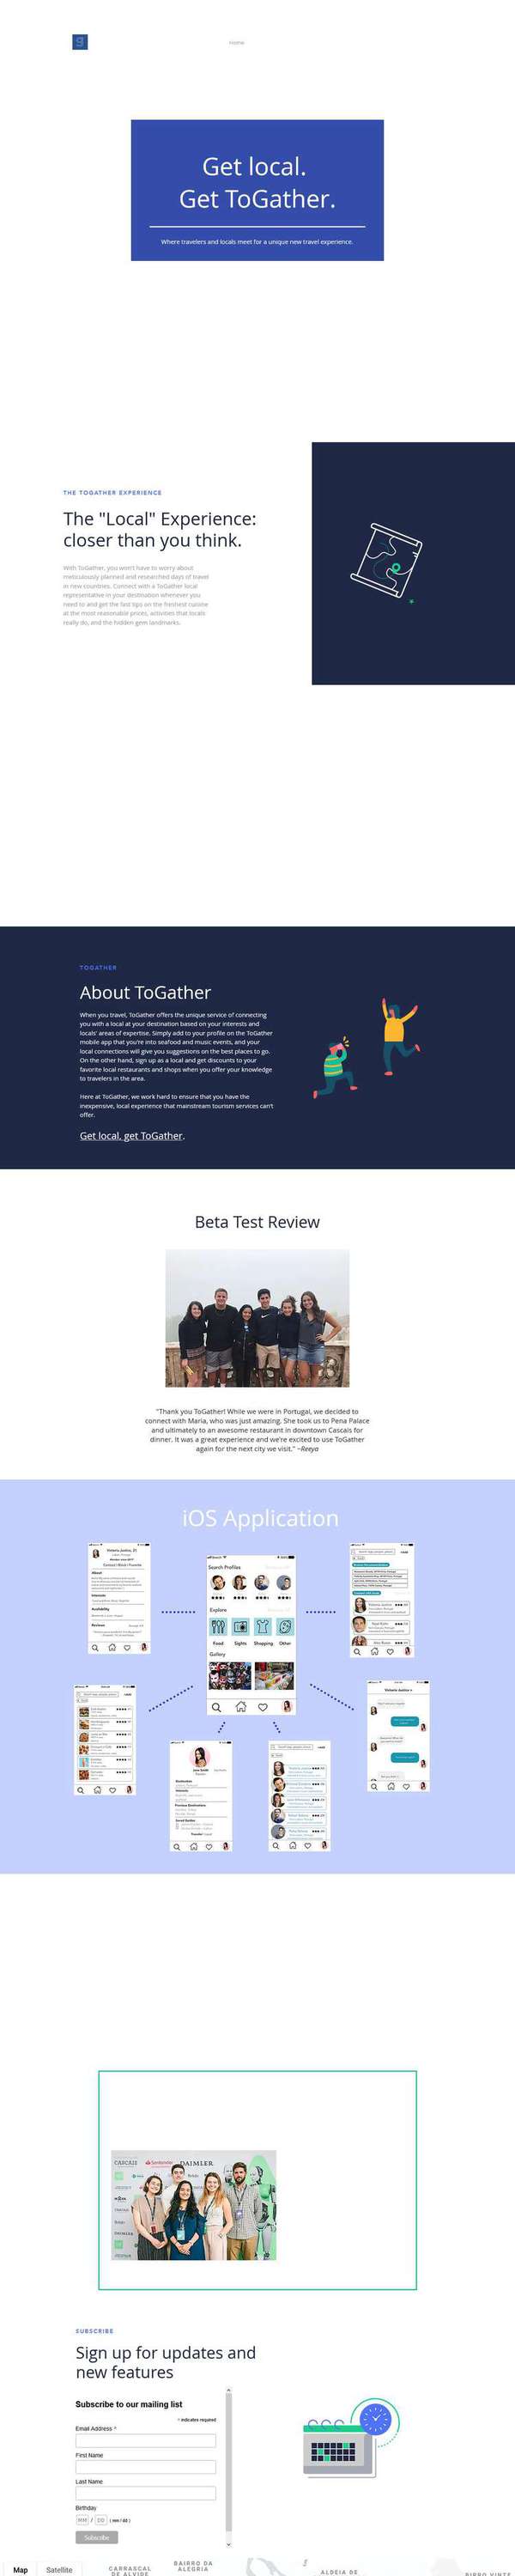 g
Home
Get local.
Get ToGather.
Where travelers and locals meet for a unique new travel experience.
THE TOGATHER EXPERIENCE
The "Local" Experience:
closer than you think.
With ToGather, you won't have to worry about
meticulously planned and researched days of travel
in new countries. Connect with a ToGather local
representative in your destination whenever you
need to and get the fast tips on the freshest cuisine
at the most reasonable prices, activities that locals
really do, and the hidden gem landmarks.
TOGATHER
About ToGather
When you travel, ToGather offers the unique service of connecting
you with a local at your destination based on your interests and
locals' areas of expertise. Simply add to your profile on the ToGather
mobile app that you're into seafood and music events, and your
local connections will give you suggestions on the best places to go.
On the other hand, sign up as a local and get discounts to your
favorite local restaurants and shops when you offer your knowledge
to travelers in the area.
Here at ToGather, we work hard to ensure that you have the
inexpensive, local experience that mainstream tourism services can't
offer.
Get local, get ToGather.
Beta Test Review
"Thank you ToGather! While we were in Portugal, we decided to
connect with Maria, who was just amazing. She took us to Pena Palace
and ultimately to an awesome restaurant in downtown Cascais for
dinner. It was a great experience and we're excited to use ToGather
again for the next city we visit." ~Reeya
iOS Application
Victoria Justice, 21
About
Interests
Availability
Reviews
Search Profiles
Explore
Food Sights Shopping Other
Gallery
Victoria Justice
CASCAIS Santander DAIMLER
SUBSCRIBE
Sign up for updates and
new features
Subscribe to our mailing list
* indicates required
Email Address *
First Name
Last Name
Birthday
MM / DD ( mm / dd )
Subscribe
Map Satellite
CARRASCAL
DE ALVIDE
BAIRRO DA
ALEGRIA
ALDEIA DE